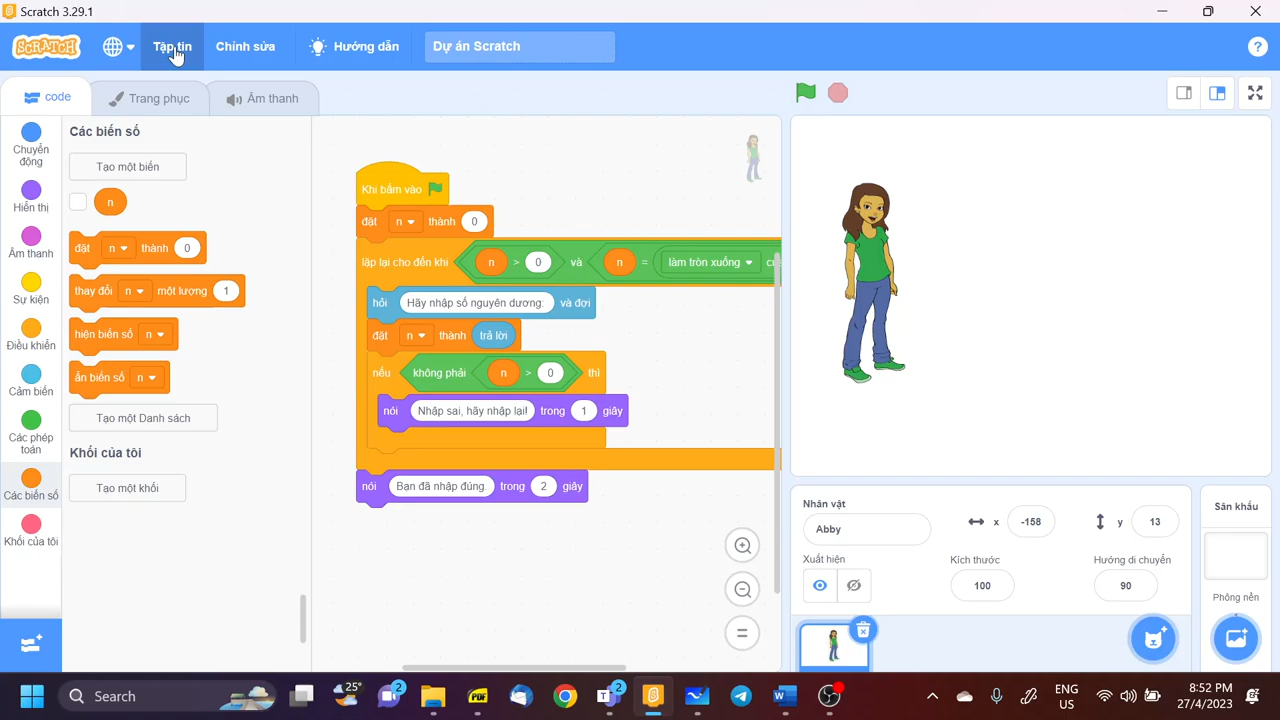 Scratch 3.29.1
SCRATCH Tập tin Chỉnh sửa Hướng dẫn Dự án Scratch ?
code Trang phục Âm thanh
Chuyển động
Hiển thị
Âm thanh
Sự kiện
Điều khiển
Cảm biến
Các phép toán
Các biến số
Khối của tôi
Các biến số
Tạo một biến
n
đặt n thành 0
thay đổi n một lượng 1
hiện biến số n
ẩn biến số n
Tạo một Danh sách
Khối của tôi
Tạo một khối
Khi bấm vào
đặt n thành 0
lặp lại cho đến khi n > 0 và n = làm tròn xuống
hỏi Hãy nhập số nguyên dương: và đợi
đặt n thành trả lời
nếu không phải n > 0 thì
nói Nhập sai, hãy nhập lại! trong 1 giây
nói Bạn đã nhập đúng. trong 2 giây
Nhân vật
Abby x -158 y 13
Xuất hiện Kích thước Hướng di chuyển
100 90
Sân khấu
Phông nền
Search 25° 2 PDF 2 ENG US 8:52 PM 27/4/2023